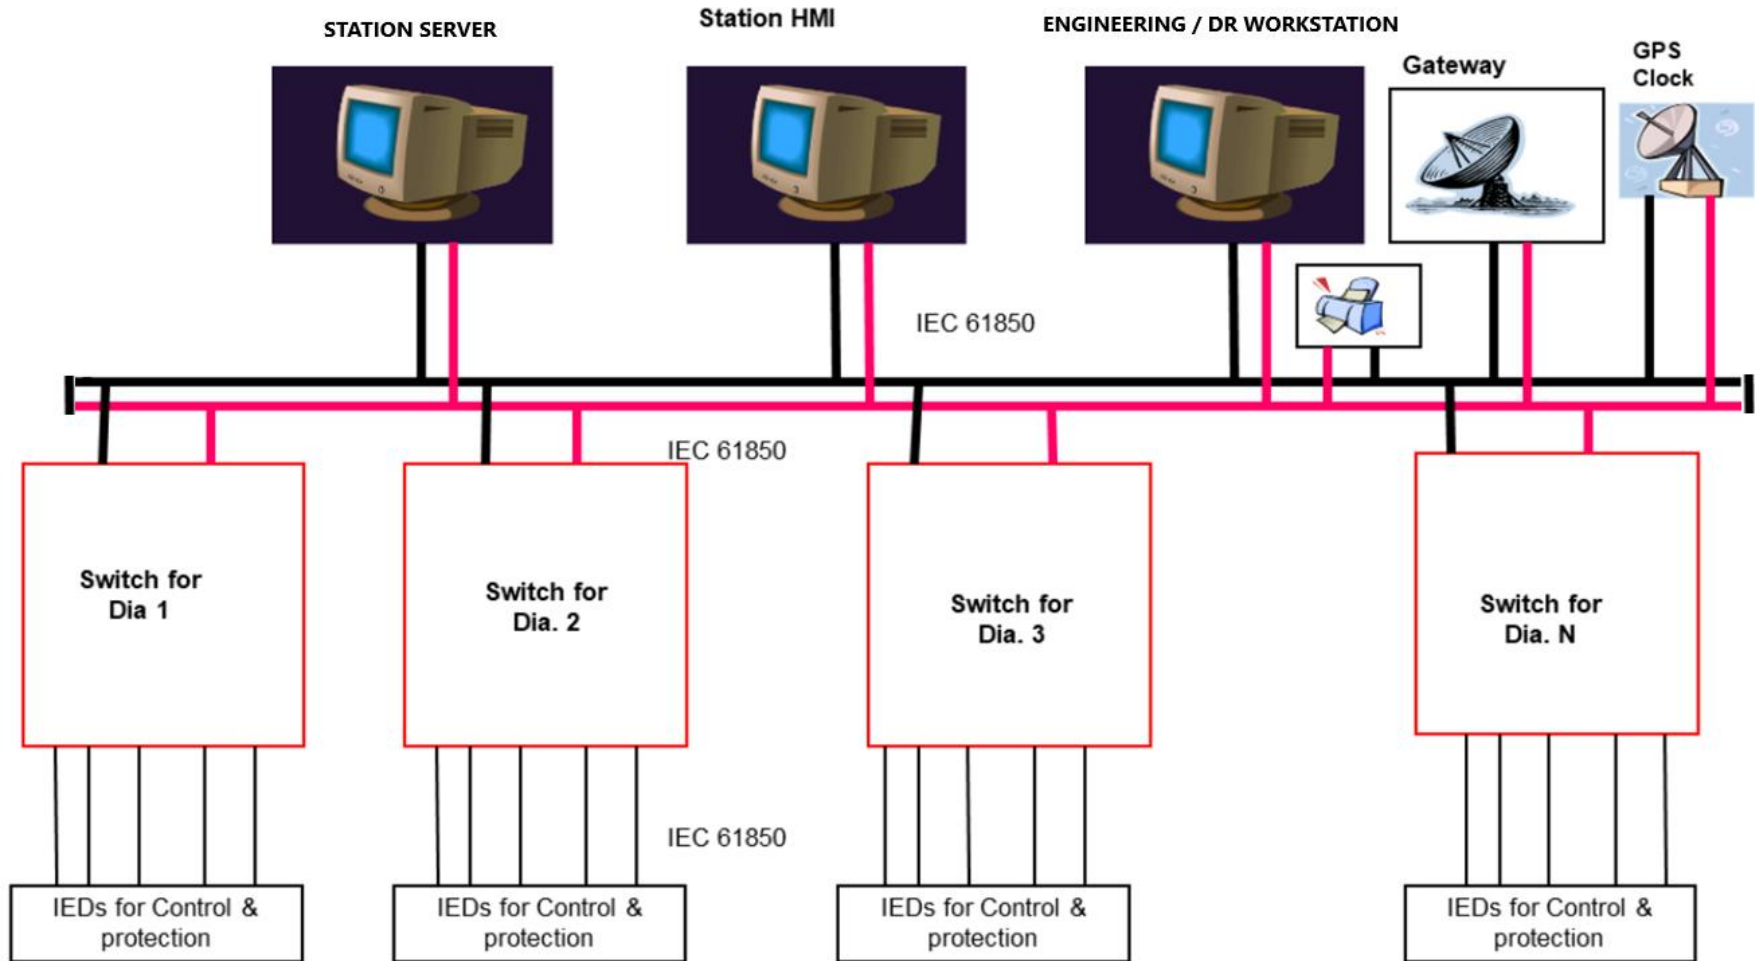 STATION SERVER
Station HMI
ENGINEERING / DR WORKSTATION
Gateway
GPS
Clock
IEC 61850
IEC 61850
Switch for
Dia 1
Switch for
Dia. 2
Switch for
Dia. 3
Switch for
Dia. N
IEC 61850
IEDs for Control &
protection
IEDs for Control &
protection
IEDs for Control &
protection
IEDs for Control &
protection